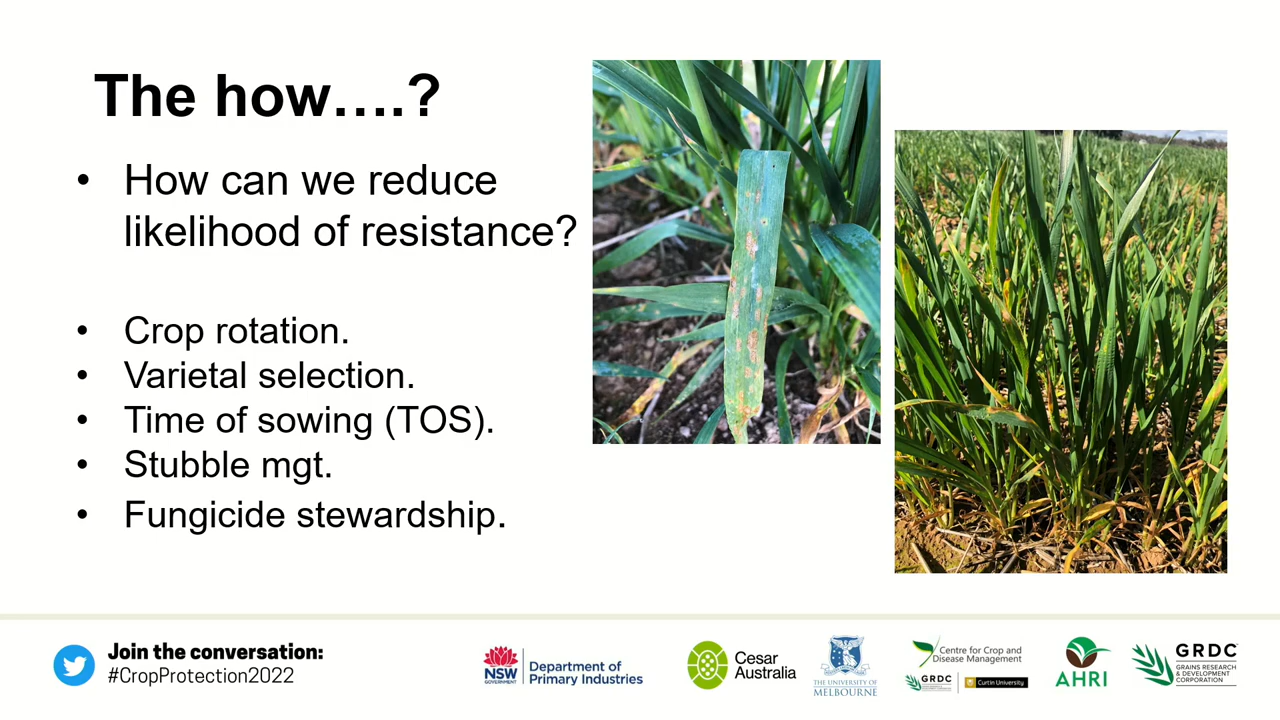 The how….?
• How can we reduce
likelihood of resistance?
• Crop rotation.
• Varietal selection.
• Time of sowing (TOS).
• Stubble mgt.
• Fungicide stewardship.
Join the conversation:
#CropProtection2022
NSW
GOVERNMENT
Department of
Primary Industries
Cesar
Australia
THE UNIVERSITY OF
MELBOURNE
Centre for Crop and
Disease Management
GRDC
Curtin University
AHRI
GRDC
GRAINS RESEARCH
& DEVELOPMENT
CORPORATION